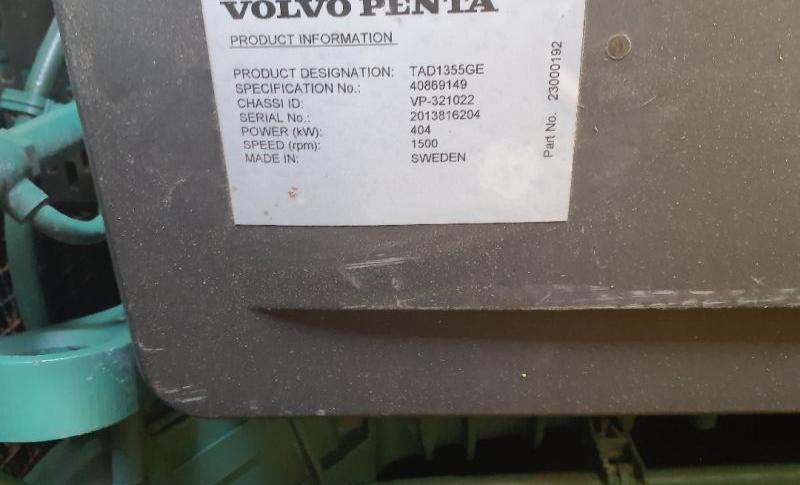 VOLVO PENTA
PRODUCT INFORMATION
PRODUCT DESIGNATION: TAD1355GE
SPECIFICATION No.: 40869149
CHASSI ID: VP-321022
SERIAL No.: 2013816204
POWER (kW): 404
SPEED (rpm): 1500
MADE IN: SWEDEN
Part No. 23000192